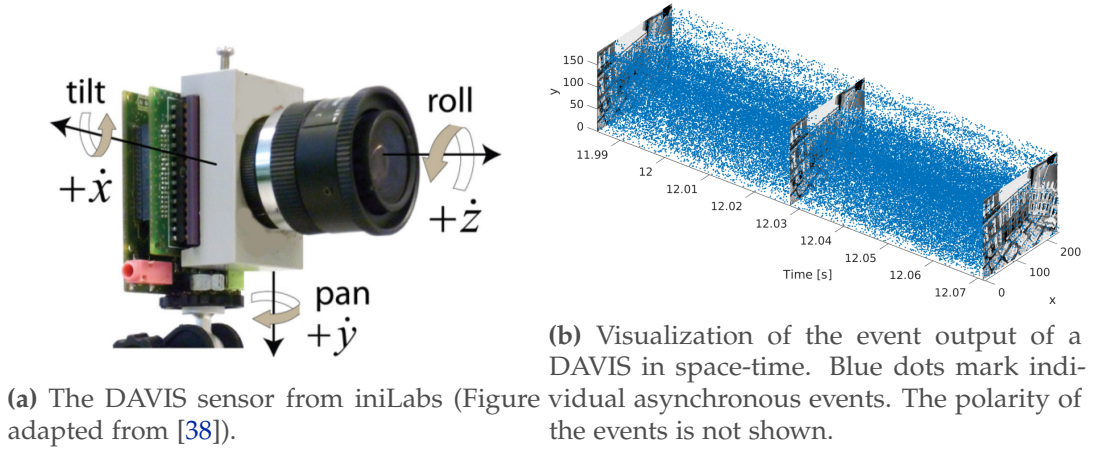 tilt
+ẋ
roll
+ż
pan
+ẏ
(a) The DAVIS sensor from iniLabs (Figure
adapted from [38]).
y
150
100
50
0
11.99
12
12.01
12.02
12.03
12.04
12.05
12.06
12.07
Time [s]
0
100
200
x
(b) Visualization of the event output of a
DAVIS in space-time. Blue dots mark indi-
vidual asynchronous events. The polarity of
the events is not shown.